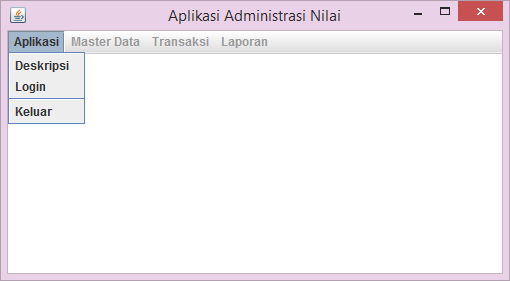 Aplikasi Administrasi Nilai
Aplikasi Master Data Transaksi Laporan
Deskripsi
Login
Keluar